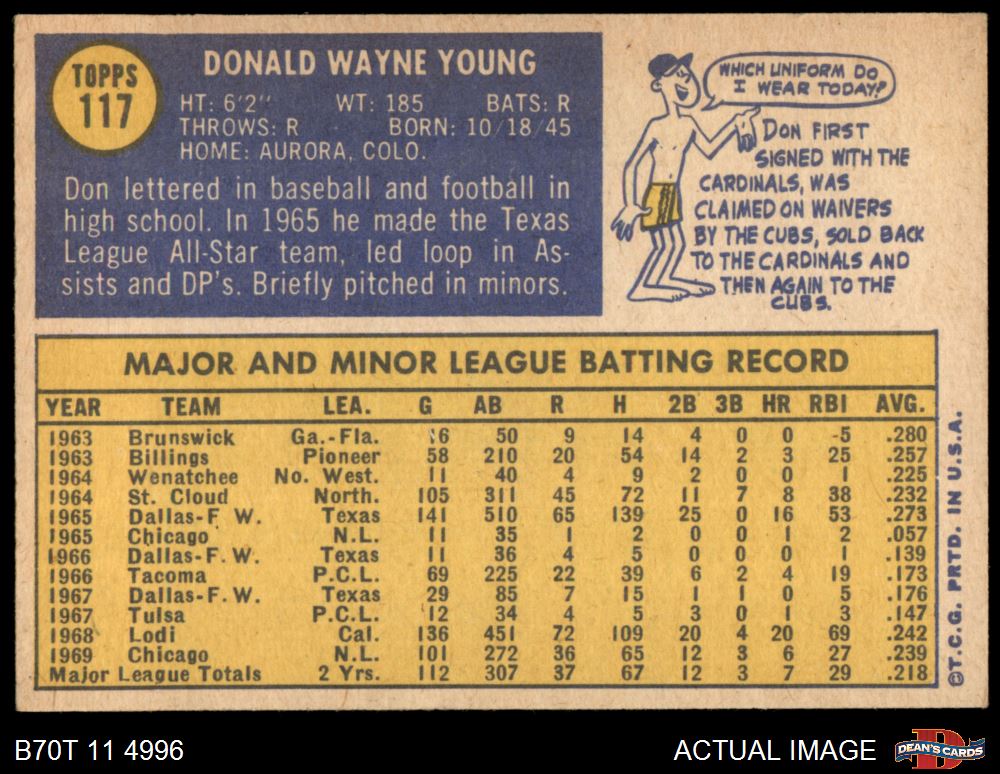 TOPPS
117
DONALD WAYNE YOUNG
HT: 6'2" WT: 185 BATS: R
THROWS: R BORN: 10/18/45
HOME: AURORA, COLO.
Don lettered in baseball and football in
high school. In 1965 he made the Texas
League All-Star team, led loop in As-
sists and DP's. Briefly pitched in minors.
WHICH UNIFORM DO
I WEAR TODAY?
DON FIRST
SIGNED WITH THE
CARDINALS, WAS
CLAIMED ON WAIVERS
BY THE CUBS, SOLD BACK
TO THE CARDINALS AND
THEN AGAIN TO THE
CUBS.
MAJOR AND MINOR LEAGUE BATTING RECORD
YEAR TEAM LEA. G AB R H 2B 3B HR RBI AVG.
1963 Brunswick Ga.-Fla. 16 50 9 14 4 0 0 5 .280
1963 Billings Pioneer 58 210 20 54 14 2 3 25 .257
1964 Wenatchee No. West. 11 40 4 9 2 0 0 1 .225
1964 St. Cloud North. 105 311 45 72 11 7 8 38 .232
1965 Dallas-F. W. Texas 141 510 65 139 25 0 16 53 .273
1965 Chicago N.L. 11 35 1 2 0 0 1 2 .057
1966 Dallas-F. W. Texas 11 36 4 5 0 0 0 1 .139
1966 Tacoma P.C.L. 69 225 22 39 6 2 4 19 .173
1967 Dallas-F. W. Texas 29 85 7 15 1 1 0 5 .176
1967 Tulsa P.C.L. 12 34 4 5 3 0 1 3 .147
1968 Lodi Cal. 136 451 72 109 20 4 20 69 .242
1969 Chicago N.L. 101 272 36 65 12 3 6 27 .239
Major League Totals 2 Yrs. 112 307 37 67 12 3 7 29 .218
©T.C.G. PRTD. IN U.S.A.
B70T 11 4996
ACTUAL IMAGE
DEAN'S CARDS